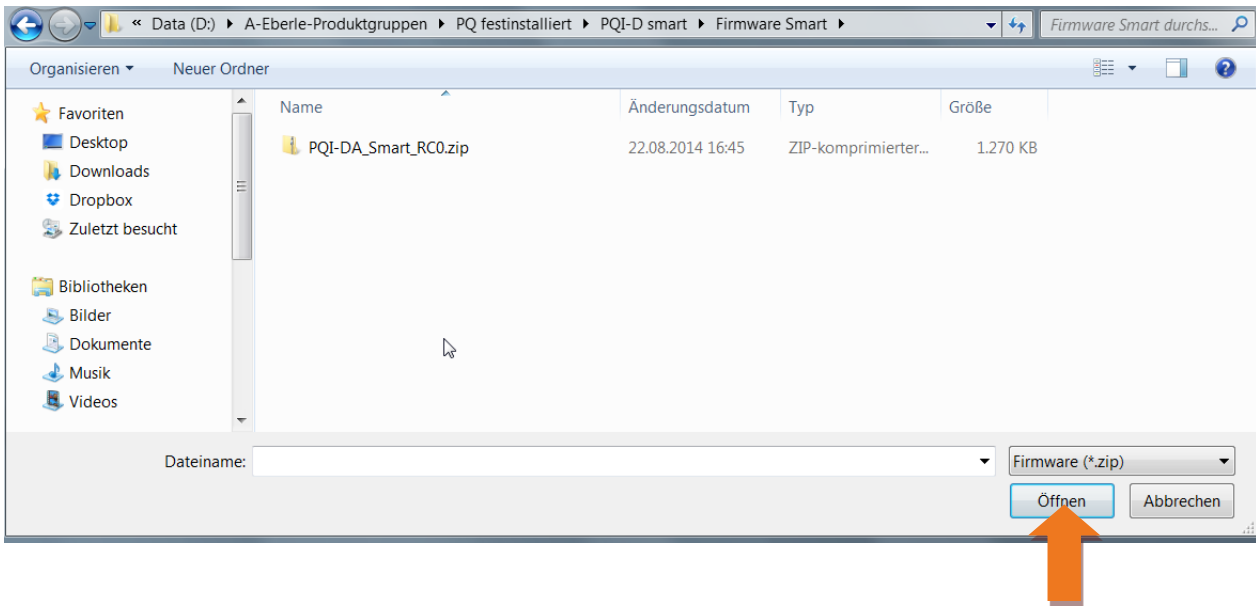 « Data (D:) ▸ A-Eberle-Produktgruppen ▸ PQ festinstalliert ▸ PQI-D smart ▸ Firmware Smart ▸ Firmware Smart durchs...
Organisieren Neuer Ordner
Name Änderungsdatum Typ Größe
Favoriten
Desktop
PQI-DA_Smart_RC0.zip 22.08.2014 16:45 ZIP-komprimierter... 1.270 KB
Downloads
Dropbox
Zuletzt besucht
Bibliotheken
Bilder
Dokumente
Musik
Videos
Dateiname: Firmware (*.zip)
Öffnen Abbrechen